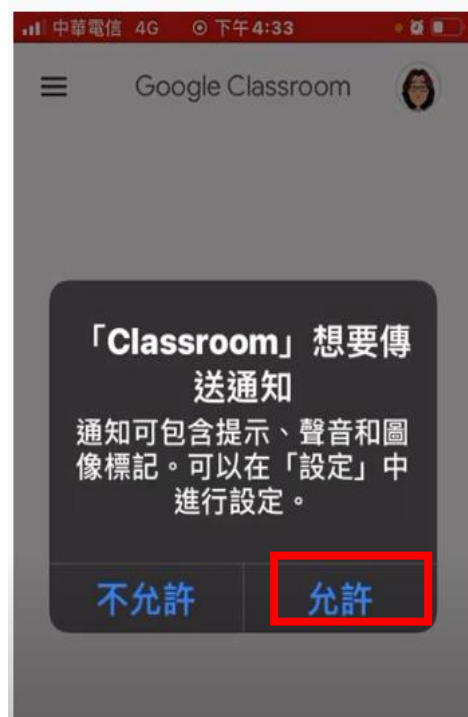 中華電信 4G 下午4:33
Google Classroom
「Classroom」想要傳
送通知
通知可包含提示、聲音和圖
像標記。可以在「設定」中
進行設定。
不允許 允許